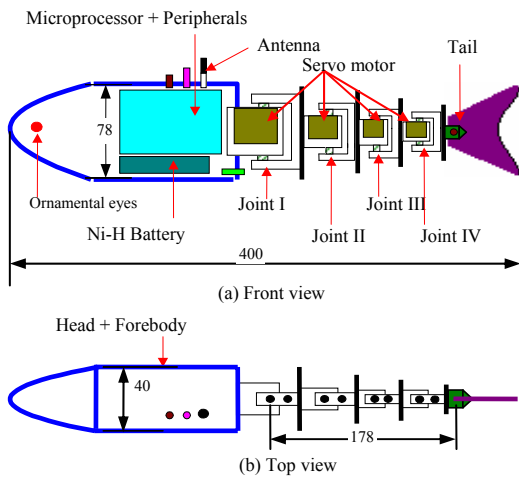 Microprocessor + Peripherals
Antenna
Servo motor
Tail
78
Ornamental eyes
Ni-H Battery
Joint I
Joint II
Joint III
Joint IV
400
(a) Front view
Head + Forebody
40
178
(b) Top view